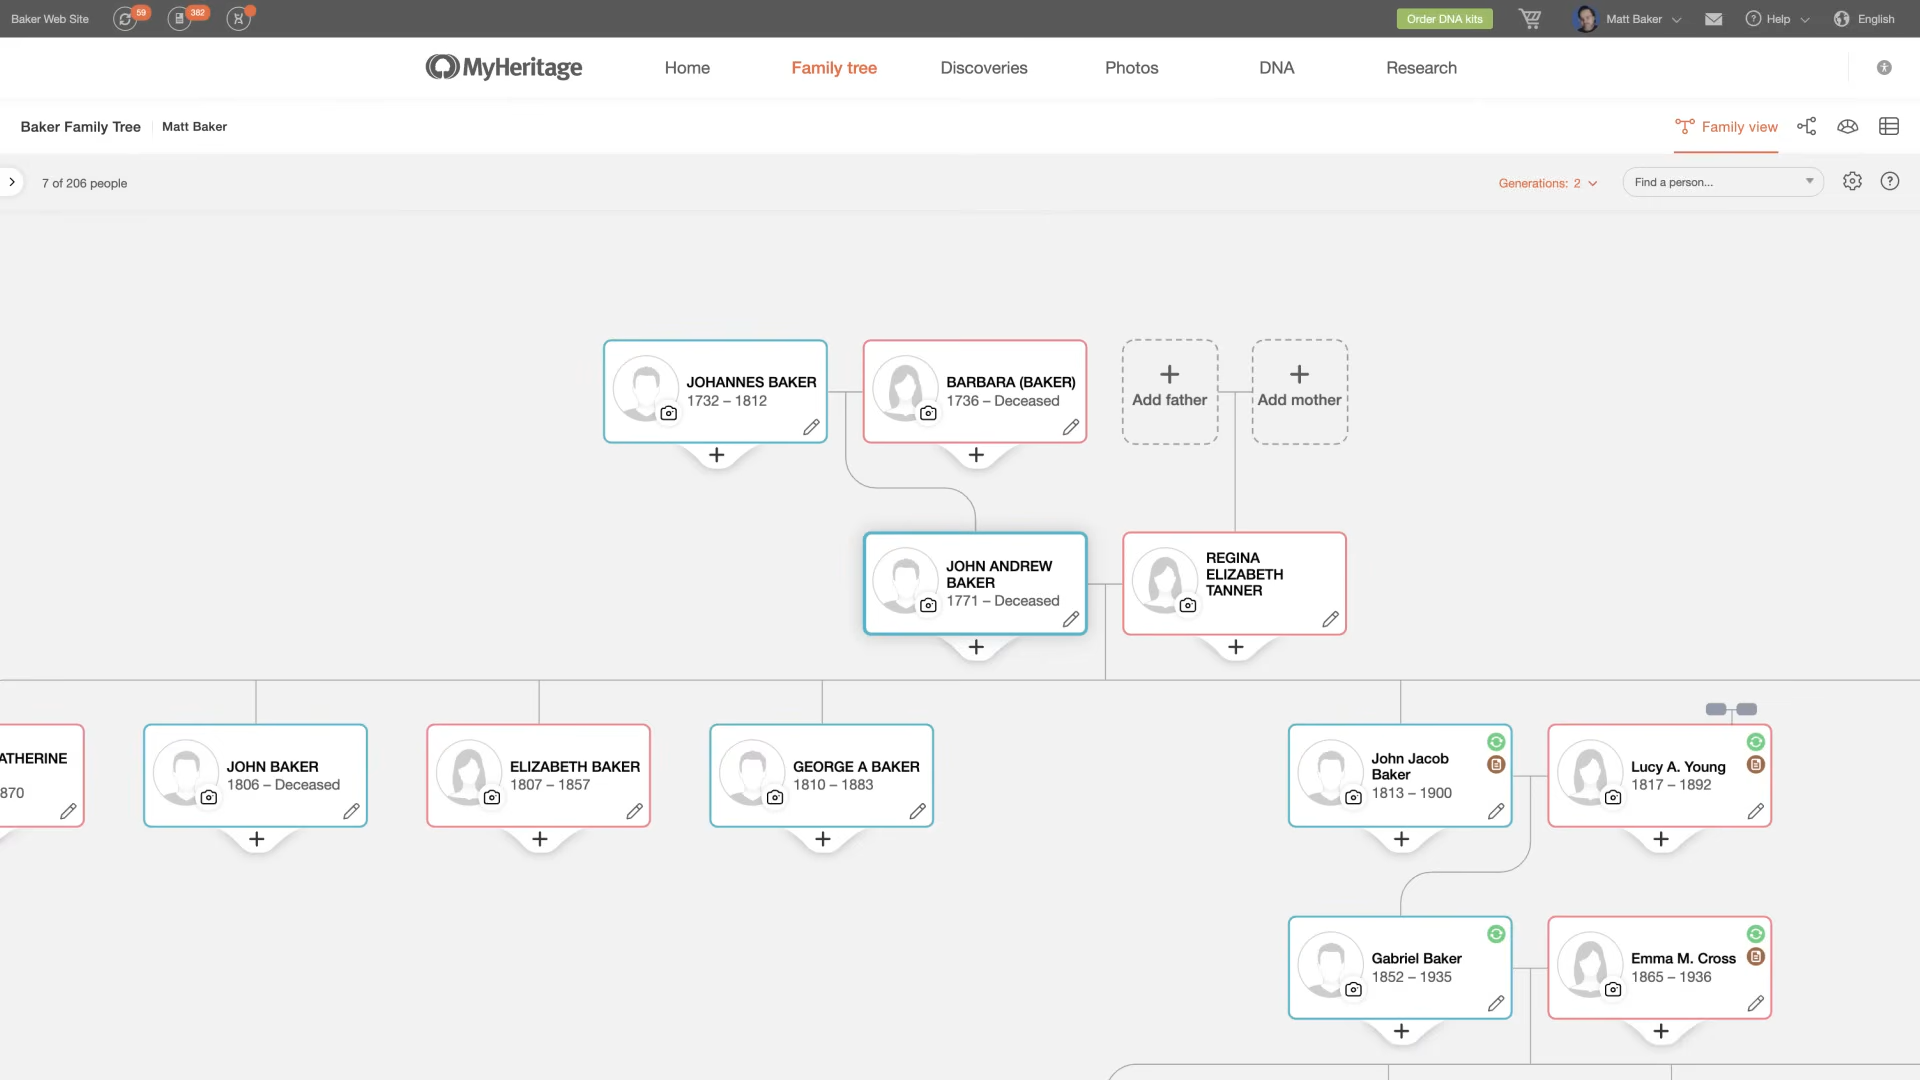 Baker Web Site
59
382
Order DNA kits
Matt Baker
Help
English
MyHeritage
Home
Family tree
Discoveries
Photos
DNA
Research
Baker Family Tree
Matt Baker
Family view
7 of 206 people
Generations: 2
Find a person...
JOHANNES BAKER
1732 – 1812
BARBARA (BAKER)
1736 – Deceased
Add father
Add mother
JOHN ANDREW
BAKER
1771 – Deceased
REGINA
ELIZABETH
TANNER
ATHERINE
870
JOHN BAKER
1806 – Deceased
ELIZABETH BAKER
1807 – 1857
GEORGE A BAKER
1810 – 1883
John Jacob
Baker
1813 – 1900
Lucy A. Young
1817 – 1892
Gabriel Baker
1852 – 1935
Emma M. Cross
1865 – 1936